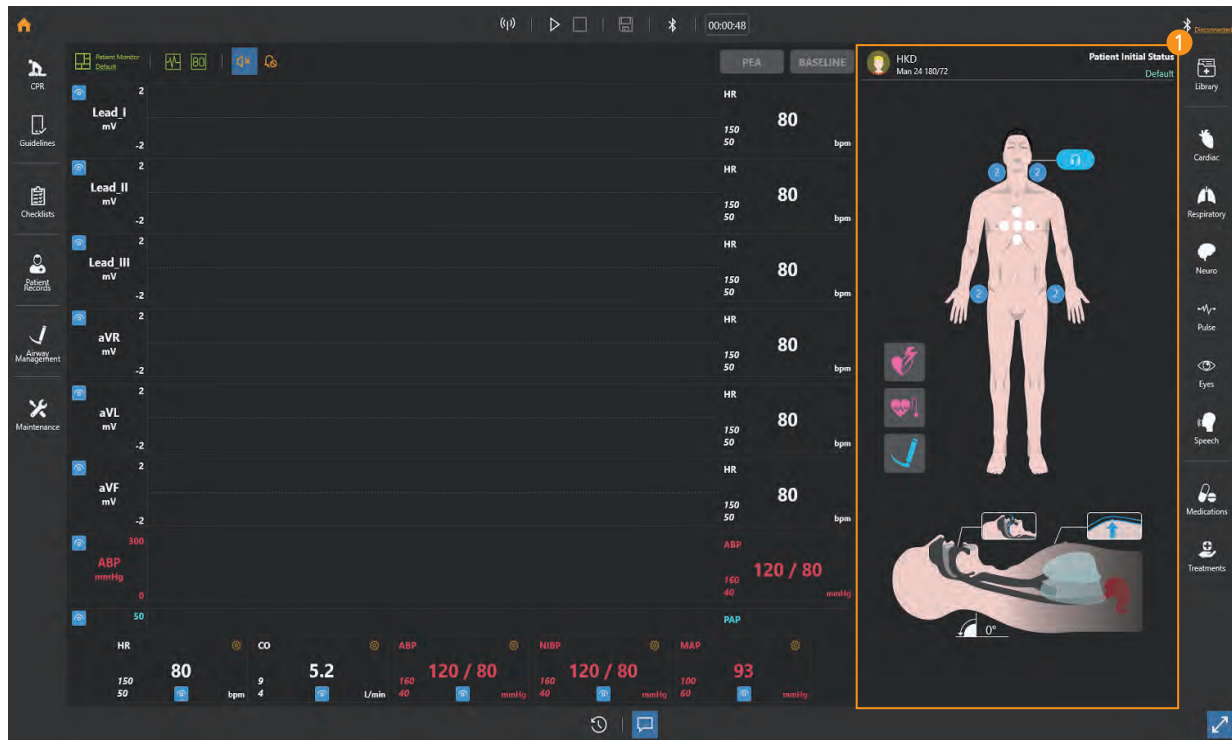 00:00:48
Disconnected
1
CPR
Guidelines
Checklists
Patient Records
Airway Management
Maintenance
Patient Monitor
Default
80
PEA
BASELINE
2
Lead_I
mV
-2
HR
80
150
50
bpm
2
Lead_II
mV
-2
HR
80
150
50
bpm
2
Lead_III
mV
-2
HR
80
150
50
bpm
2
aVR
mV
-2
HR
80
150
50
bpm
2
aVL
mV
-2
HR
80
150
50
bpm
2
aVF
mV
-2
HR
80
150
50
bpm
300
ABP
mmHg
0
ABP
120 / 80
160
40
mmHg
50
PAP
HR
80
150
50
bpm
CO
5.2
9
4
L/min
ABP
120 / 80
160
40
mmHg
NIBP
120 / 80
160
40
mmHg
MAP
93
100
60
mmHg
HKD
Man 24 180/72
Patient Initial Status
Default
2
2
2
2
0°
Library
Cardiac
Respiratory
Neuro
Pulse
Eyes
Speech
Medications
Treatments